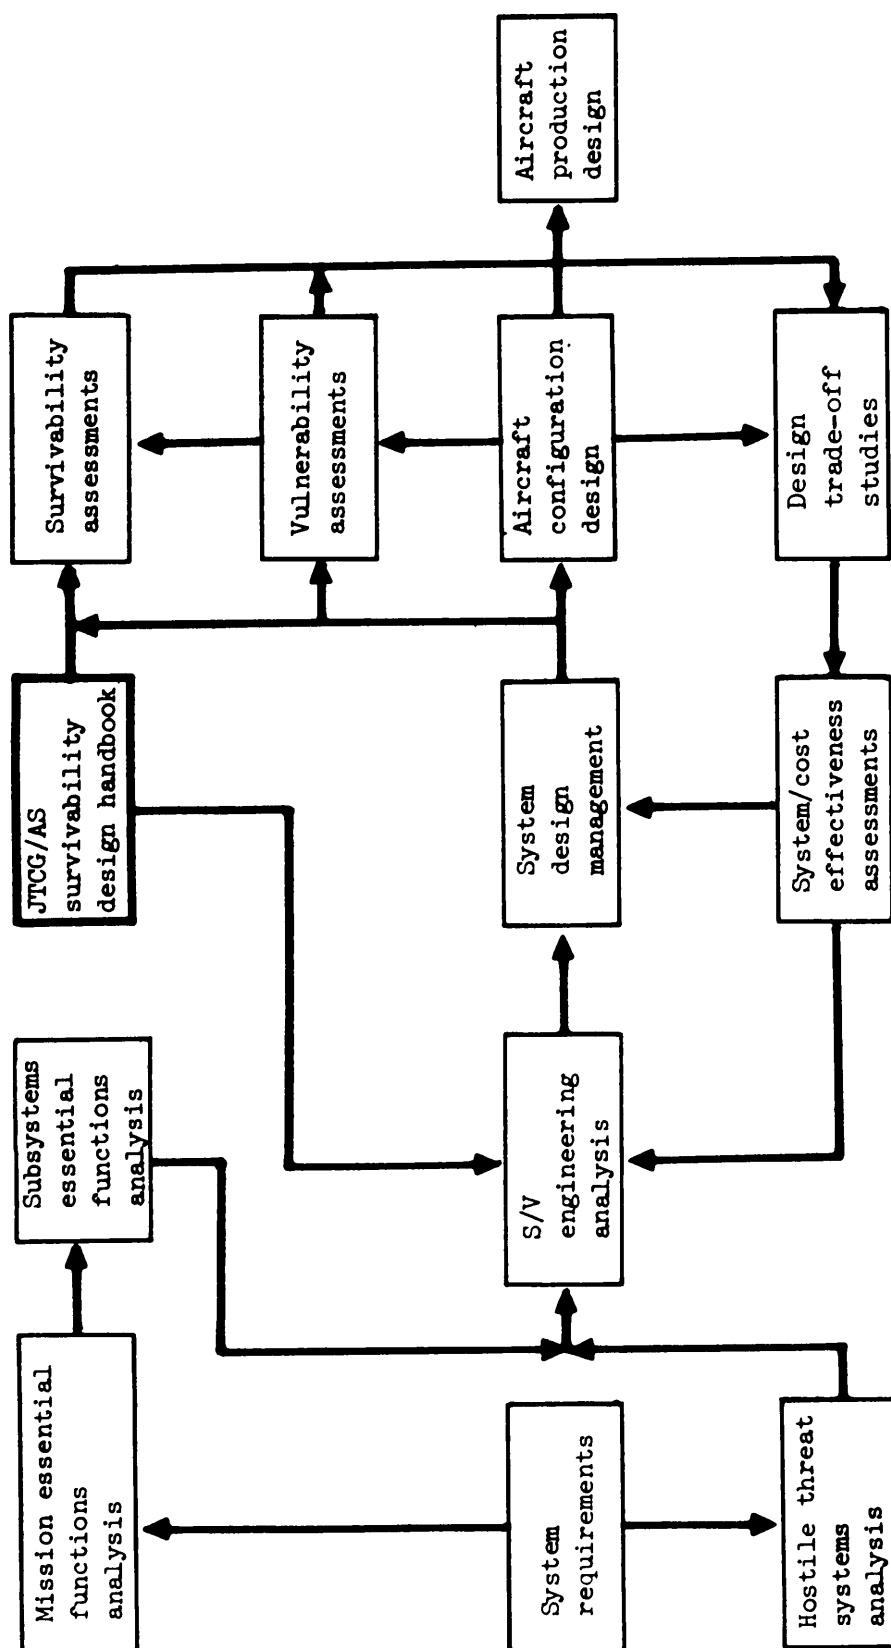 Mission essential
functions
analysis
Subsystems
essential
functions
analysis
JTCG/AS
survivability
design handbook
Survivability
assessments
Vulnerability
assessments
System
requirements
S/V
engineering
analysis
System
design
management
Aircraft
configuration
design
Aircraft
production
design
Hostile threat
systems
analysis
System/cost
effectiveness
assessments
Design
trade-off
studies